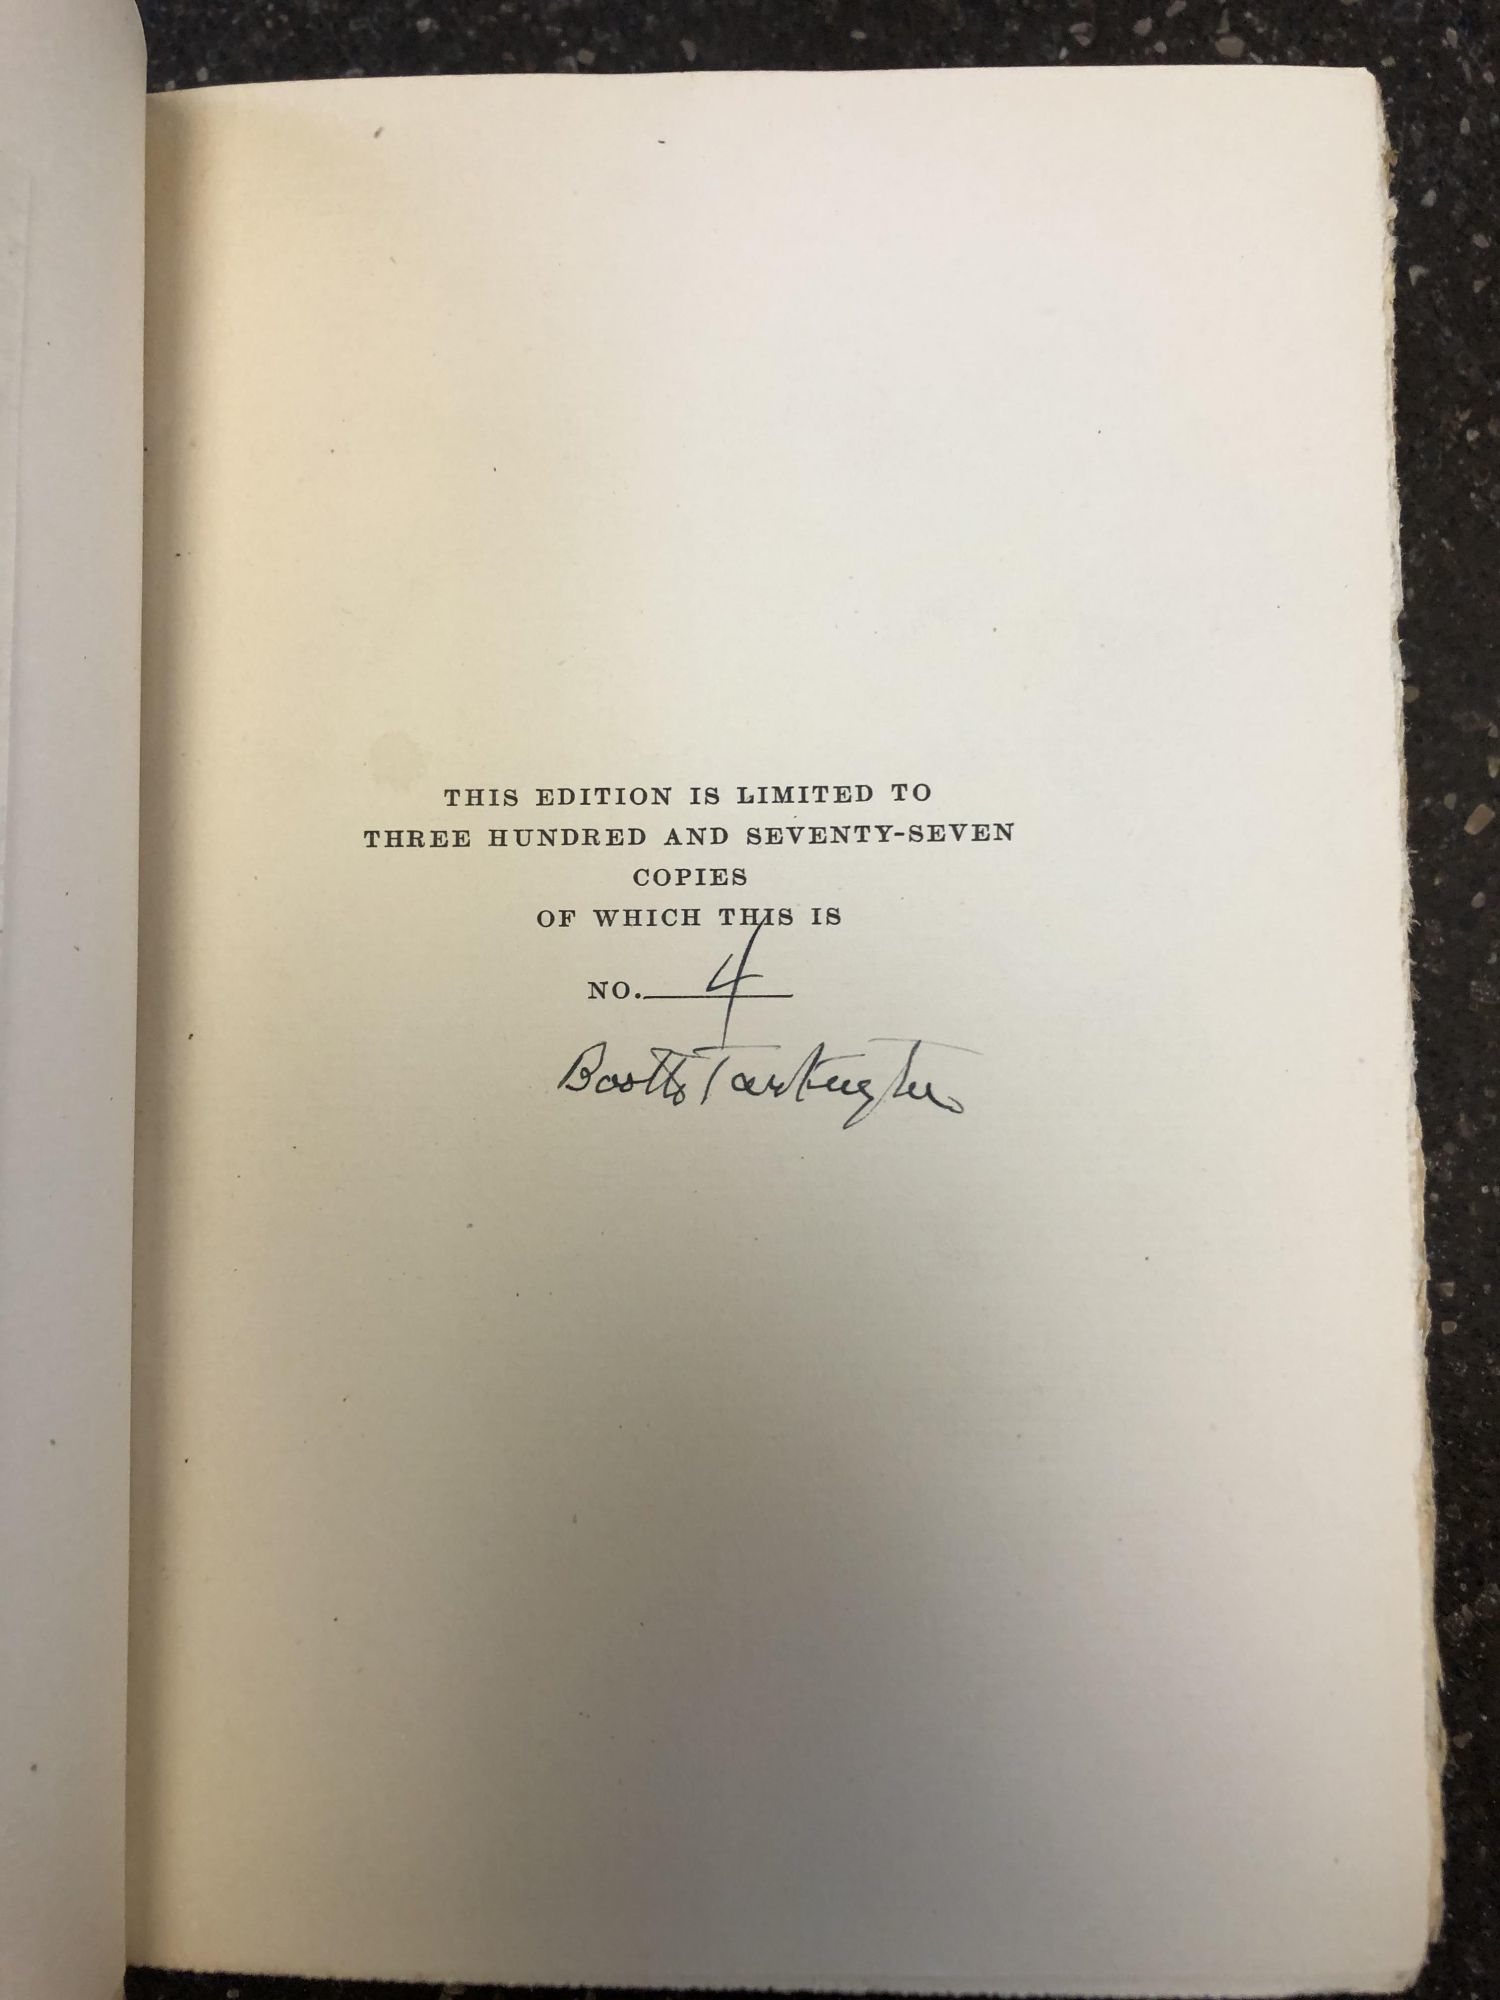 THIS EDITION IS LIMITED TO
THREE HUNDRED AND SEVENTY-SEVEN
COPIES
OF WHICH THIS IS
NO. 4
Booth Tarkington